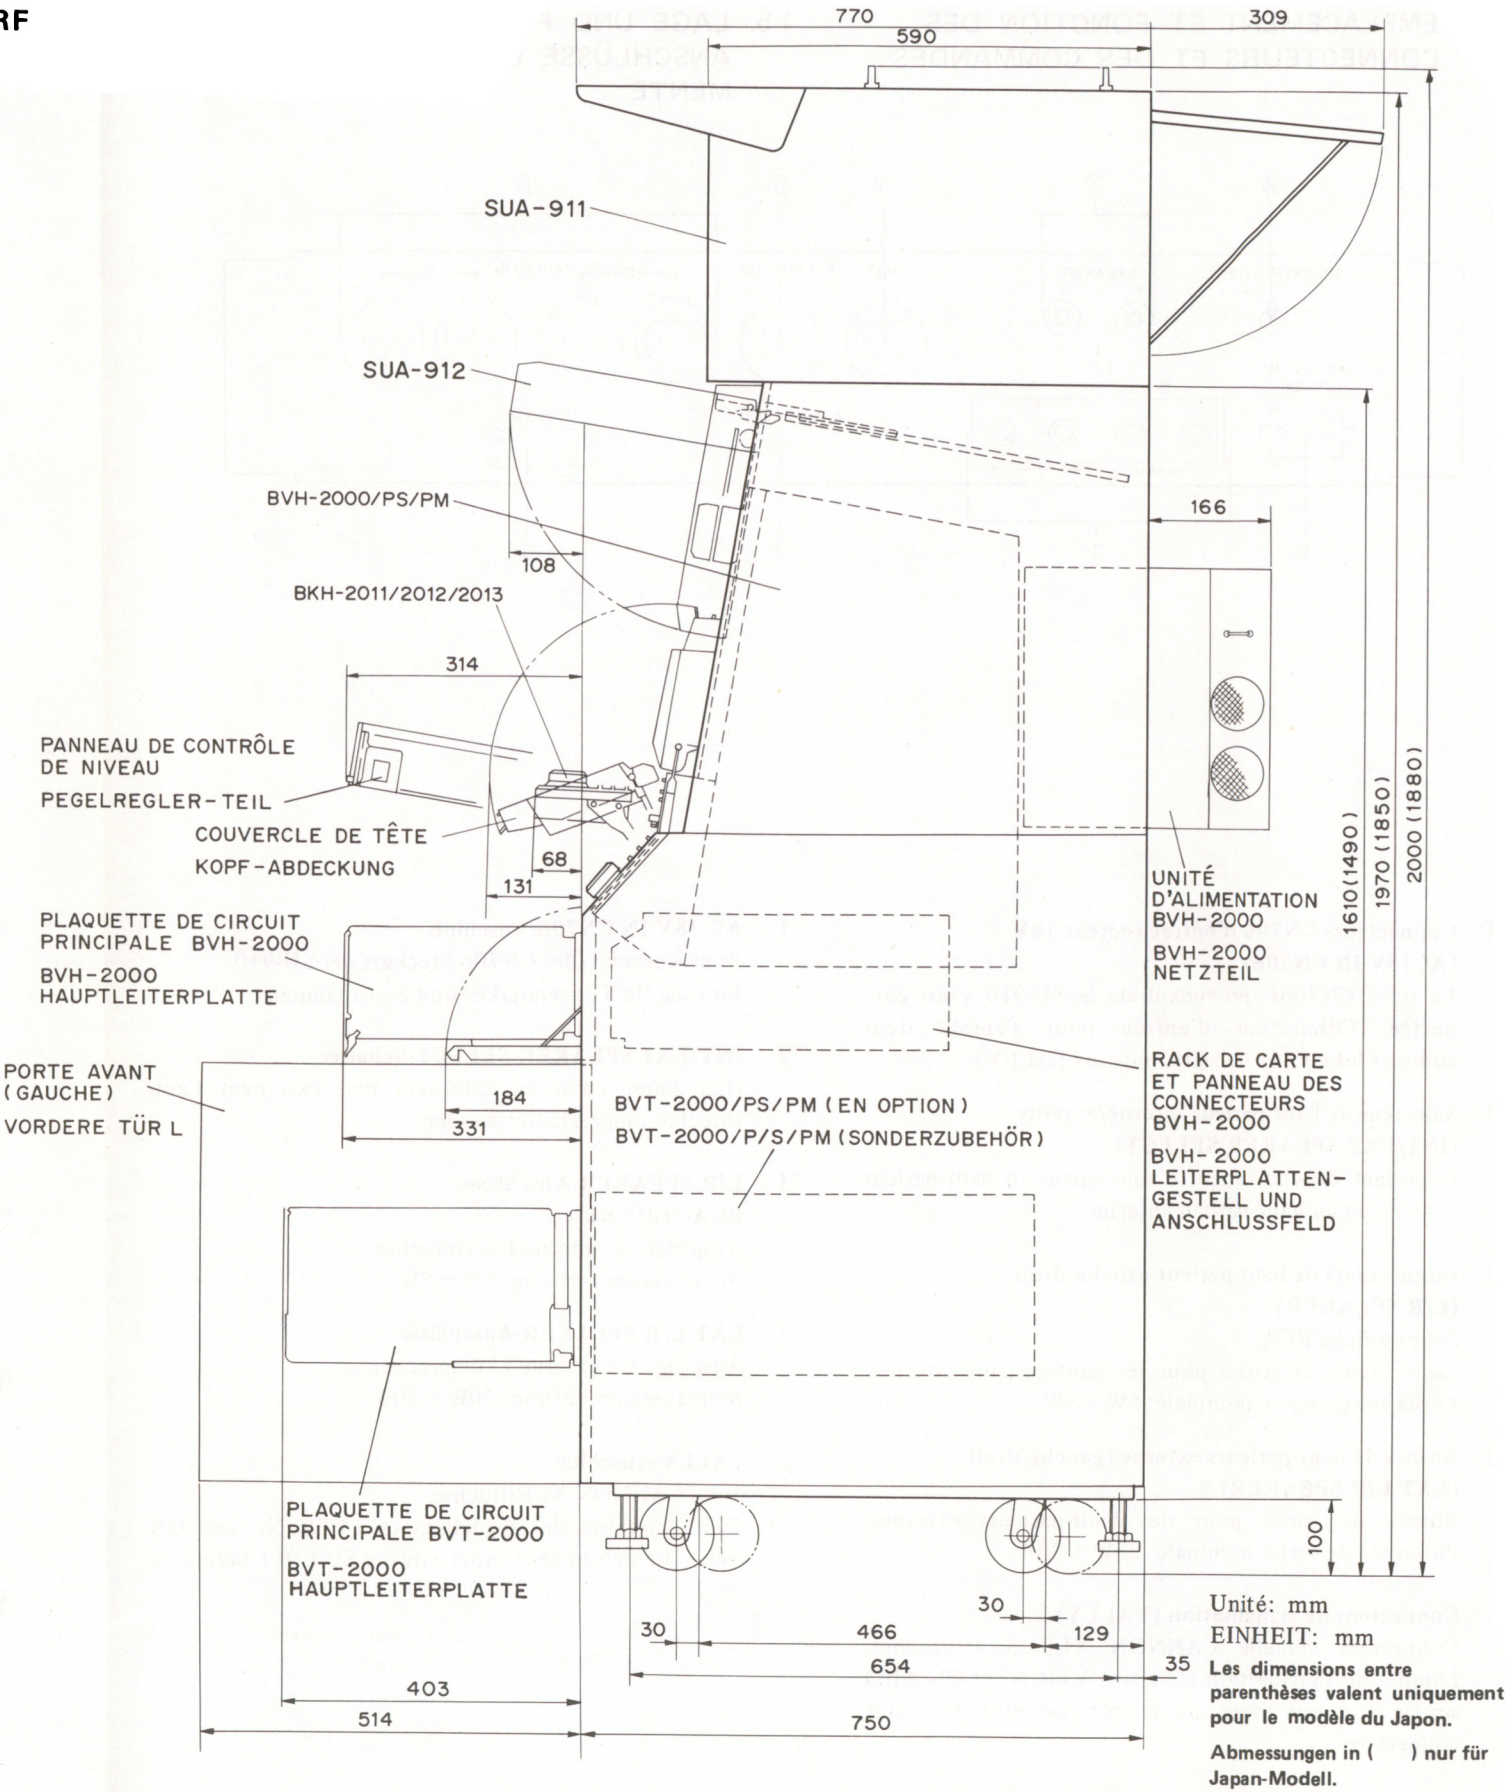 RF
770
309
590
SUA-911
SUA-912
BVH-2000/PS/PM
166
108
BKH-2011/2012/2013
314
PANNEAU DE CONTRÔLE
DE NIVEAU
PEGELREGLER-TEIL
COUVERCLE DE TÊTE
KOPF-ABDECKUNG
68
131
1610 (1490)
1970 (1850)
2000 (1880)
UNITÉ
D'ALIMENTATION
BVH-2000
BVH-2000
NETZTEIL
PLAQUETTE DE CIRCUIT
PRINCIPALE BVH-2000
BVH-2000
HAUPTLEITERPLATTE
PORTE AVANT
(GAUCHE)
VORDERE TÜR L
184
331
BVT-2000/PS/PM (EN OPTION)
BVT-2000/P/S/PM (SONDERZUBEHÖR)
RACK DE CARTE
ET PANNEAU DES
CONNECTEURS
BVH-2000
BVH-2000
LEITERPLATTEN-
GESTELL UND
ANSCHLUSSFELD
PLAQUETTE DE CIRCUIT
PRINCIPALE BVT-2000
BVT-2000
HAUPTLEITERPLATTE
100
30
30
466
129
654
35
403
514
750
Unité: mm
EINHEIT: mm
Les dimensions entre
parenthèses valent uniquement
pour le modèle du Japon.
Abmessungen in ( ) nur für
Japan-Modell.